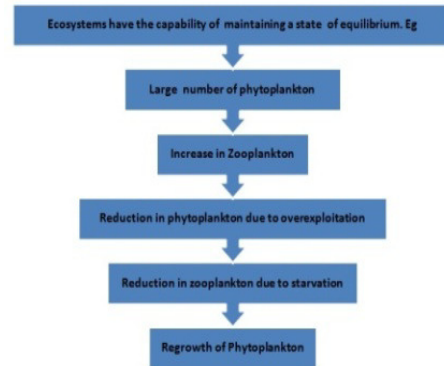 Ecosystems have the capability of maintaining a state of equilibrium. Eg
Large number of phytoplankton
Increase in Zooplankton
Reduction in phytoplankton due to overexploitation
Reduction in zooplankton due to starvation
Regrowth of Phytoplankton